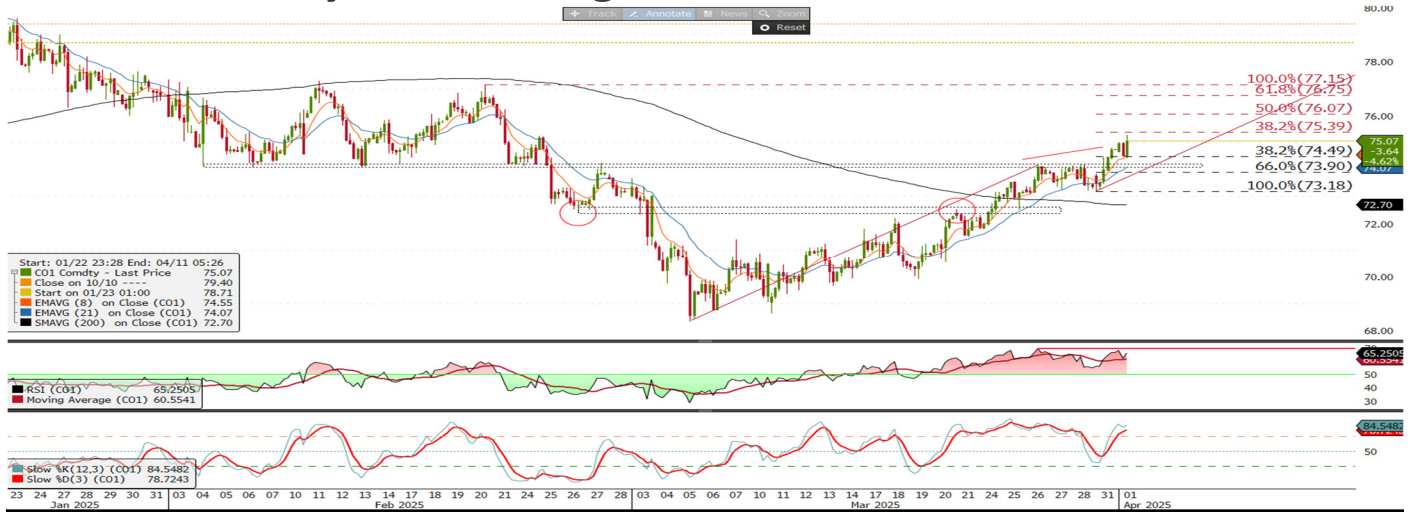 Track Annotate News Zoom
Reset
80.00
78.00
76.00
74.07
72.00
70.00
68.00
100.0%(77.15)
61.8%(76.75)
50.0%(76.07)
38.2%(75.39)
38.2%(74.49)
66.0%(73.90)
100.0%(73.18)
75.07
-3.64
-4.62%
72.70
Start: 01/22 23:28 End: 04/11 05:26
CO1 Comdty - Last Price 75.07
Close on 10/10 ---- 79.40
Start on 01/23 01:00 78.71
EMAVG (8) on Close (CO1) 74.55
EMAVG (21) on Close (CO1) 74.07
SMAVG (200) on Close (CO1) 72.70
RSI (CO1) 65.2505
Moving Average (CO1) 60.5541
65.2505
50
40
30
Slow %K(12,3) (CO1) 84.5482
Slow %D(3) (CO1) 78.7243
84.5482
50
23 24 27 28 29 30 31 03 04 05 06 07 10 11 12 13 14 17 18 19 20 21 24 25 26 27 28 03 04 05 06 07 10 11 12 13 14 17 18 19 20 21 24 25 26 27 28 31 01
Jan 2025 Feb 2025 Mar 2025 Apr 2025